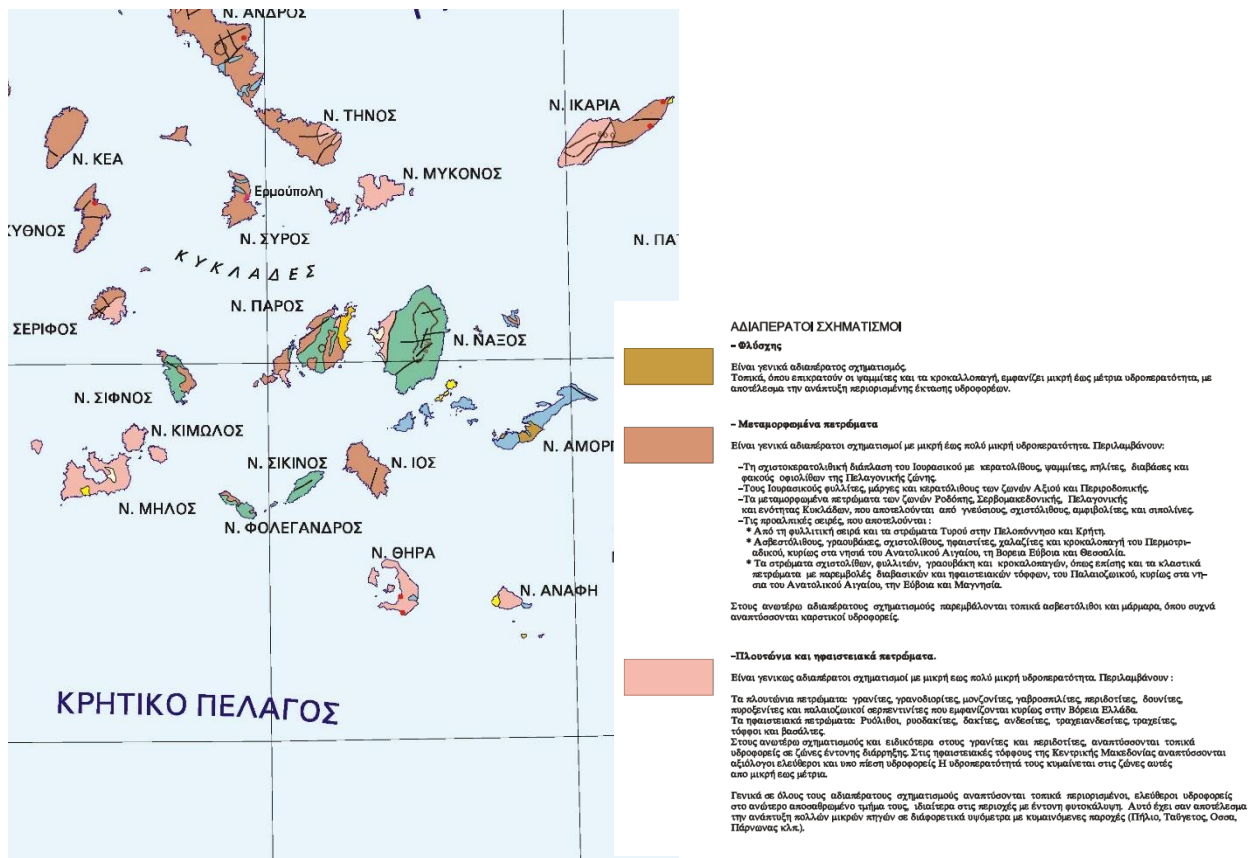 Ν. ΑΝΔΡΟΣ
Ν. ΤΗΝΟΣ
Ν. ΙΚΑΡΙΑ
Ν. ΚΕΑ
Ν. ΜΥΚΟΝΟΣ
Ερμούπολη
ΚΥΘΝΟΣ
Ν. ΣΥΡΟΣ
Ν. ΠΑΤ
ΚΥΚΛΑΔΕΣ
Ν. ΠΑΡΟΣ
ΣΕΡΙΦΟΣ
Ν. ΝΑΞΟΣ
Ν. ΣΙΦΝΟΣ
Ν. ΚΙΜΩΛΟΣ
Ν. ΑΜΟΡΓ
Ν. ΣΙΚΙΝΟΣ
Ν. ΙΟΣ
Ν. ΜΗΛΟΣ
Ν. ΦΟΛΕΓΑΝΔΡΟΣ
Ν. ΘΗΡΑ
Ν. ΑΝΑΦΗ
ΚΡΗΤΙΚΟ ΠΕΛΑΓΟΣ
ΑΔΙΑΠΕΡΑΤΟΙ ΣΧΗΜΑΤΙΣΜΟΙ
– Φλύσχης
Είναι γενικά αδιαπέρατος σχηματισμός.
Τοπικά, όπου επικρατούν οι ψαμμίτες και τα κροκαλλοπαγή, εμφανίζει μικρή έως μέτρια υδροπερατότητα, με
αποτέλεσμα την ανάπτυξη περιορισμένης έκτασης υδροφορέων.
– Μεταμορφωμένα πετρώματα
Είναι γενικά αδιαπέρατοι σχηματισμοί με μικρή έως πολύ μικρή υδροπερατότητα. Περιλαμβάνουν:
–Τη σχιστοκερατολιθική διάπλαση του Ιουρασικού με κερατολίθους, ψαμμίτες, πηλίτες, διαβάσες και
φακούς οφιολίθων της Πελαγονικής ζώνης.
–Τους Ιουρασικούς φυλλίτες, μάργες και κερατόλιθους των ζωνών Αξιού και Περιροδοπικής.
–Τα μεταμορφωμένα πετρώματα των ζωνών Ροδόπης, Σερβομακεδονικής, Πελαγονικής
και ενότητας Κυκλάδων, που αποτελούνται από γνεύσιους, σχιστόλιθους, αμφιβολίτες, και σιπολίνες.
–Τις προαλπικές σειρές, που αποτελούνται :
* Από τη φυλλιτική σειρά και τα στρώματα Τυρού στην Πελοπόννησο και Κρήτη.
* Ασβεστόλιθους, γραουβάκες, σχιστολίθους, ηφαιστίτες, χαλαζίτες και κροκαλοπαγή του Περμοτρι–
αδικού, κυρίως στα νησιά του Ανατολικού Αιγαίου, τη Βορεια Εύβοια και Θεσσαλία.
* Τα στρώματα σχιστολίθων, φυλλιτών, γραουβάκη και κροκαλοπαγών, όπως επίσης και τα κλαστικά
πετρώματα με παρεμβολές διαβασικών και ηφαιστειακών τόφφων, του Παλαιοζωικού, κυρίως στα νη–
σια του Ανατολικού Αιγαίου, την Εύβοια και Μαγνησία.
Στους ανωτέρω αδιαπέρατους σχηματισμούς παρεμβάλονται τοπικά ασβεστόλιθοι και μάρμαρα, όπου συχνά
αναπτύσσονται καρστικοί υδροφορείς.
–Πλουτώνια και ηφαιστειακά πετρώματα.
Είναι γενικως αδιαπέρατοι σχηματισμοί με μικρή εως πολύ μικρή υδροπερατότητα. Περιλαμβάνουν :
Τα πλουτώνια πετρώματα: γρανίτες, γρανοδιορίτες, μονζονίτες, γαβροσπιλίτες, περιδοτίτες, δουνίτες,
πυροξενίτες και παλαιοζωικοί σερπεντινίτες που εμφανίζονται κυρίως στην Βόρεια Ελλάδα.
Τα ηφαιστειακά πετρώματα: Ρυόλιθοι, ρυοδακίτες, δακίτες, ανδεσίτες, τραχειανδεσίτες, τραχείτες,
τόφφοι και βασάλτες.
Στους ανωτέρω σχηματισμούς και ειδικότερα στους γρανίτες και περιδοτίτες, αναπτύσσονται τοπικά
υδροφορείς σε ζώνες έντονης διάρρηξης. Στις ηφαιστειακές τόφφους της Κεντρικής Μακεδονίας αναπτύσσονται
αξιόλογοι ελεύθεροι και υπο πίεση υδροφορείς Η υδροπερατότητά τους κυμαίνεται στις ζώνες αυτές
απο μικρή εως μέτρια.
Γενικά σε όλους τους αδιαπέρατους σχηματισμούς αναπτύσονται τοπικά περιορισμένοι, ελεύθεροι υδροφορείς
στο ανώτερο αποσαθρωμένο τμήμα τους, ιδιαίτερα στις περιοχές με έντονη φυτοκάλυψη. Αυτό έχει σαν αποτέλεσμα
την ανάπτυξη πολλών μικρών πηγών σε διάφορετικά υψόμετρα με κυμαινόμενες παροχές (Πήλιο, Ταΰγετος, Οσσα,
Πάρνωνας κλπ.).